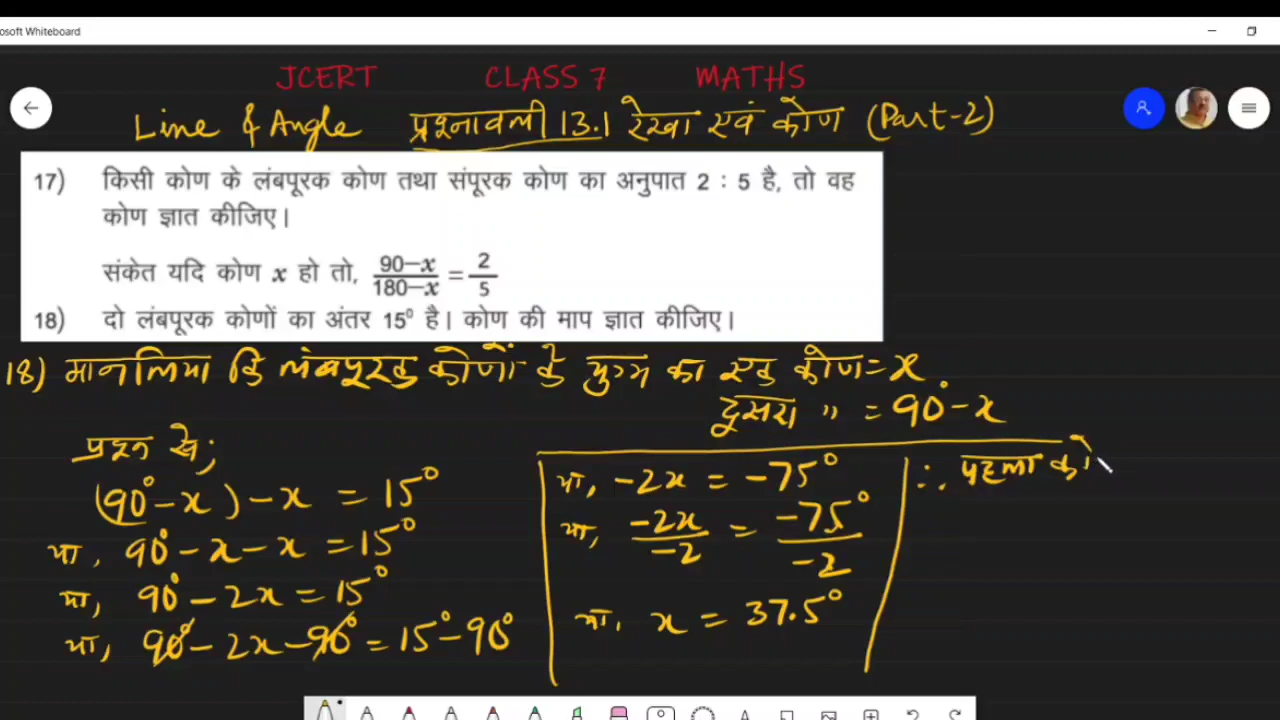 osoft Whiteboard
JCERT CLASS 7 MATHS
Line & Angle प्रश्नावली 13.1 रेखा एवं कोण (Part-2)
17) किसी कोण के लंबपूरक कोण तथा संपूरक कोण का अनुपात 2 : 5 है, तो वह
कोण ज्ञात कीजिए।
संकेत यदि कोण x हो तो, 90-x/180-x = 2/5
18) दो लंबपूरक कोणों का अंतर 15° है। कोण की माप ज्ञात कीजिए।
18) मानलिया कि लंबपूरक कोणों के युग्म का एक कोण = x
दुसरा " = 90° - x
प्रश्न से;
(90° - x) - x = 15°
या, 90° - x - x = 15°
या, 90° - 2x = 15°
या, 90° - 2x - 90° = 15° - 90°
या, -2x = -75°
या, -2x/-2 = -75°/-2
या, x = 37.5°
∴ पहला को